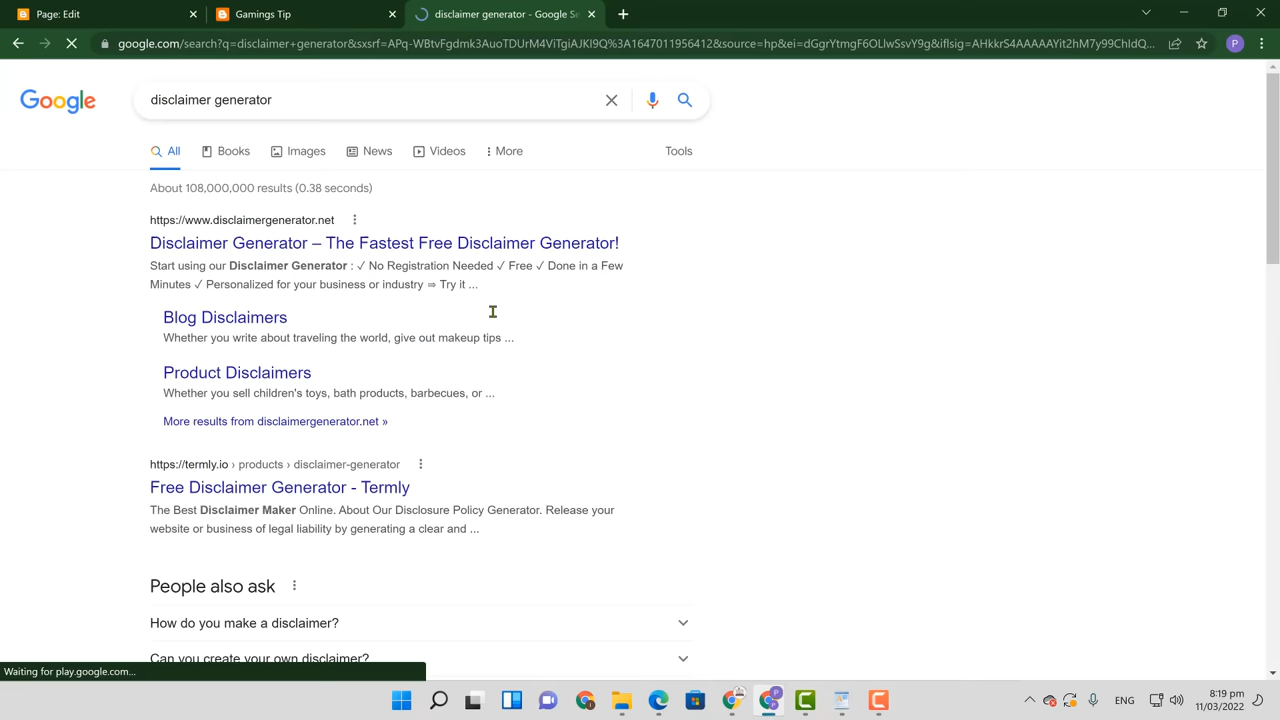 Page: Edit
Gamings Tip
disclaimer generator - Google Se
google.com/search?q=disclaimer+generator&sxsrf=APq-WBtvFgdmk3AuoTDUrM4ViTgiAJKI9Q%3A1647011956412&source=hp&ei=dGgrYtmgF6OLlwSsvY9g&iflsig=AHkkrS4AAAAAYit2hM7y99ChIdQ...
P
Google
disclaimer generator
All
Books
Images
News
Videos
More
Tools
About 108,000,000 results (0.38 seconds)
https://www.disclaimergenerator.net
Disclaimer Generator – The Fastest Free Disclaimer Generator!
Start using our Disclaimer Generator : ✓ No Registration Needed ✓ Free ✓ Done in a Few
Minutes ✓ Personalized for your business or industry ⇒ Try it ...
Blog Disclaimers
Whether you write about traveling the world, give out makeup tips ...
Product Disclaimers
Whether you sell children's toys, bath products, barbecues, or ...
More results from disclaimergenerator.net »
https://termly.io › products › disclaimer-generator
Free Disclaimer Generator - Termly
The Best Disclaimer Maker Online. About Our Disclosure Policy Generator. Release your
website or business of legal liability by generating a clear and ...
People also ask
How do you make a disclaimer?
Can you create your own disclaimer?
Waiting for play.google.com...
P
ENG
8:19 pm
11/03/2022